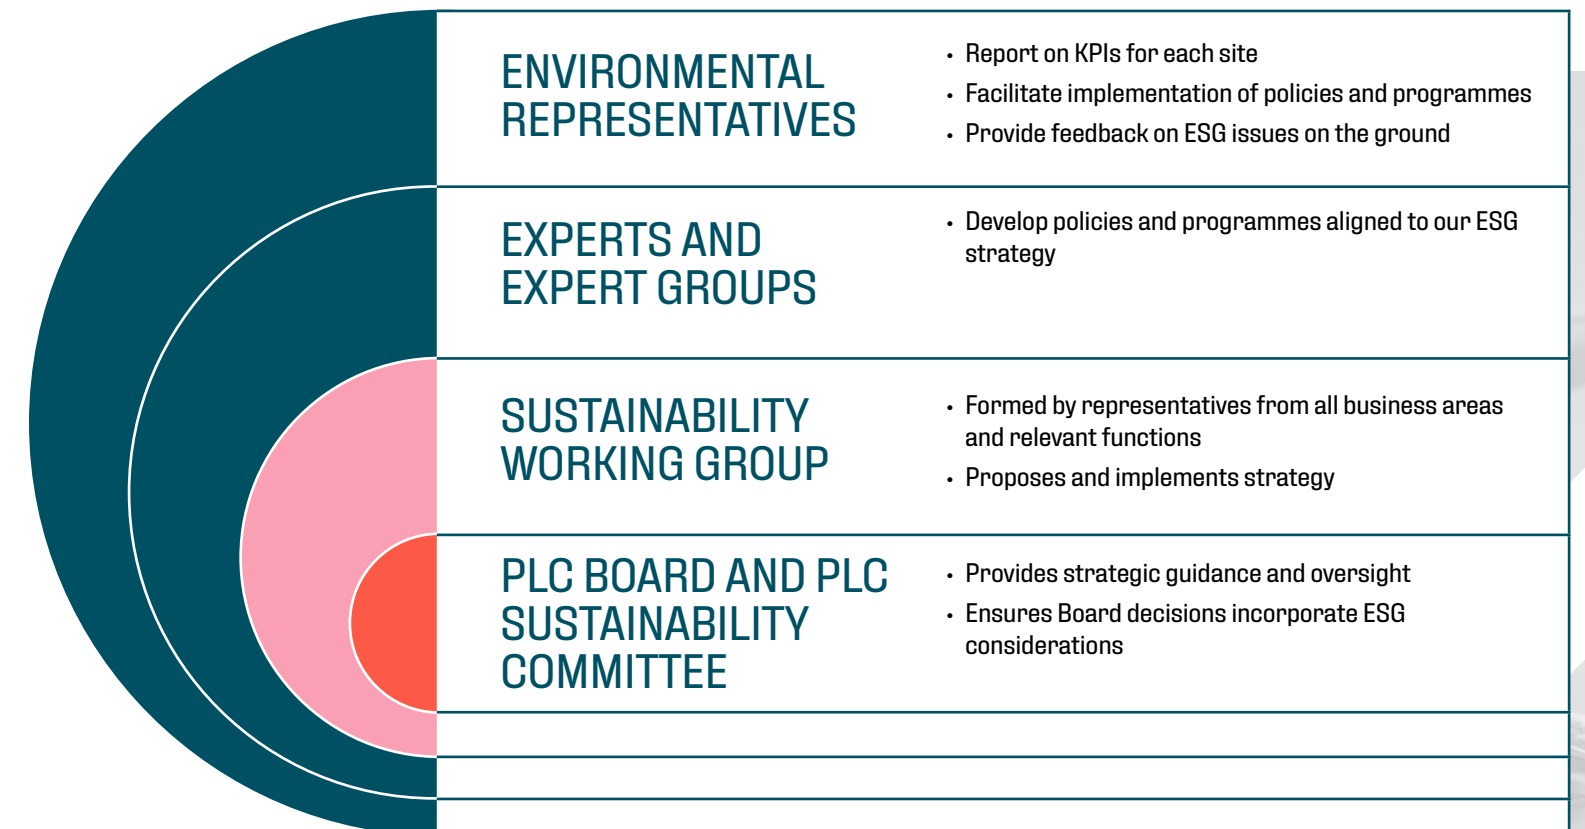 ENVIRONMENTAL
REPRESENTATIVES
• Report on KPIs for each site
• Facilitate implementation of policies and programmes
• Provide feedback on ESG issues on the ground
EXPERTS AND
EXPERT GROUPS
• Develop policies and programmes aligned to our ESG
strategy
SUSTAINABILITY
WORKING GROUP
• Formed by representatives from all business areas
and relevant functions
• Proposes and implements strategy
PLC BOARD AND PLC
SUSTAINABILITY
COMMITTEE
• Provides strategic guidance and oversight
• Ensures Board decisions incorporate ESG
considerations